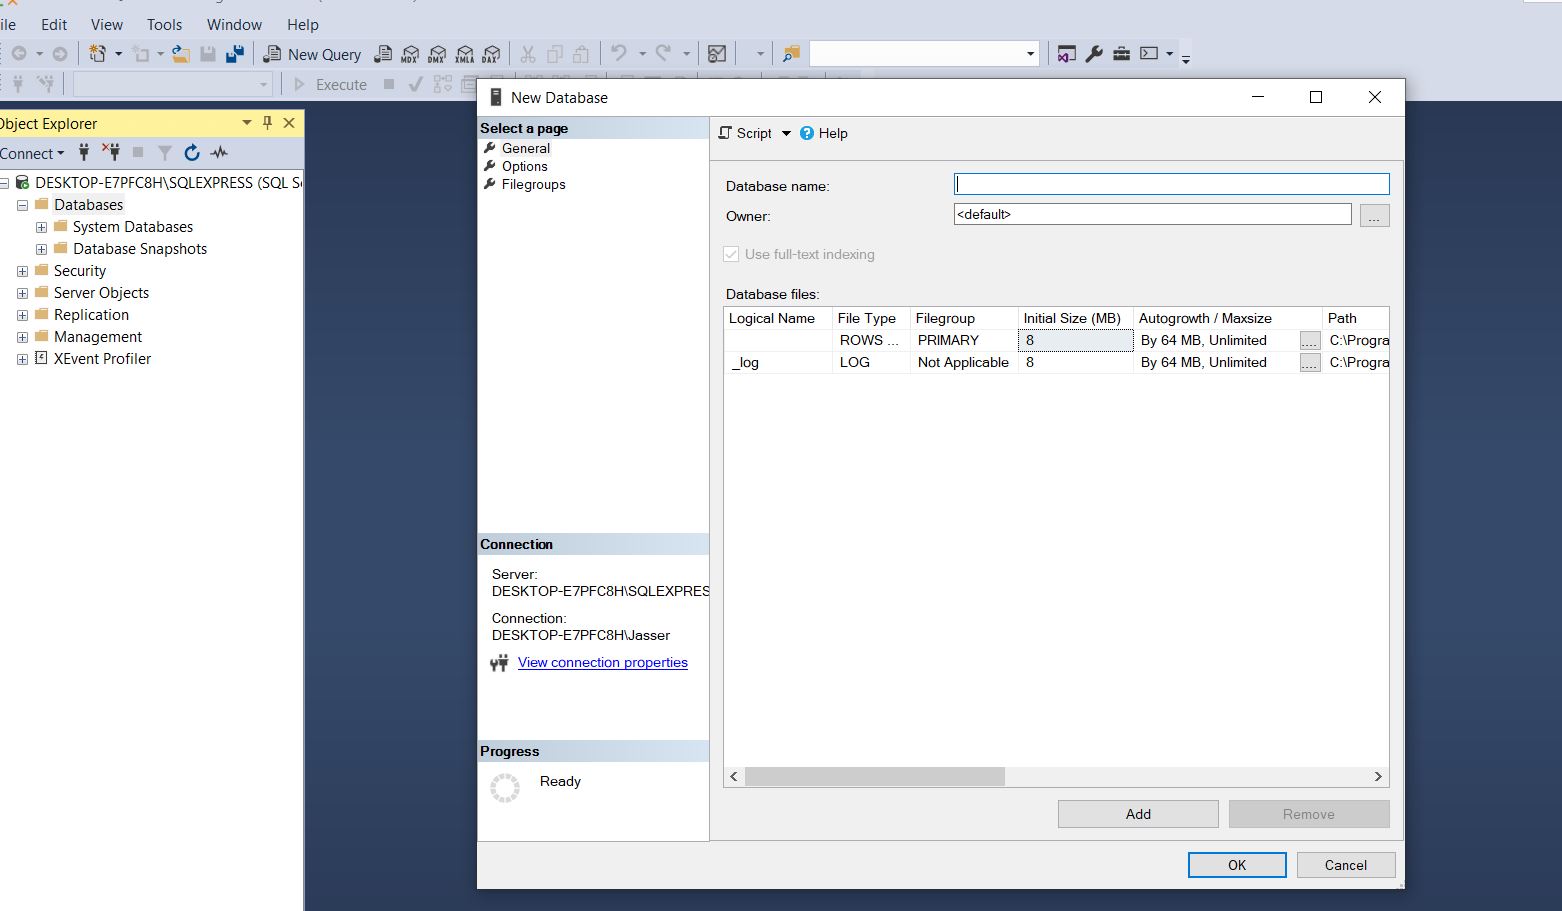 ile Edit View Tools Window Help
New Query MDX DMX XMLA DAX
Execute
Object Explorer
Connect
DESKTOP-E7PFC8H\SQLEXPRESS (SQL S
Databases
System Databases
Database Snapshots
Security
Server Objects
Replication
Management
XEvent Profiler
New Database
Select a page
General
Options
Filegroups
Connection
Server:
DESKTOP-E7PFC8H\SQLEXPRES
Connection:
DESKTOP-E7PFC8H\Jasser
View connection properties
Progress
Ready
Script Help
Database name:
Owner: <default> ...
Use full-text indexing
Database files:
Logical Name File Type Filegroup Initial Size (MB) Autogrowth / Maxsize Path
ROWS ... PRIMARY 8 By 64 MB, Unlimited .... C:\Progra
_log LOG Not Applicable 8 By 64 MB, Unlimited .... C:\Progra
Add Remove
OK Cancel